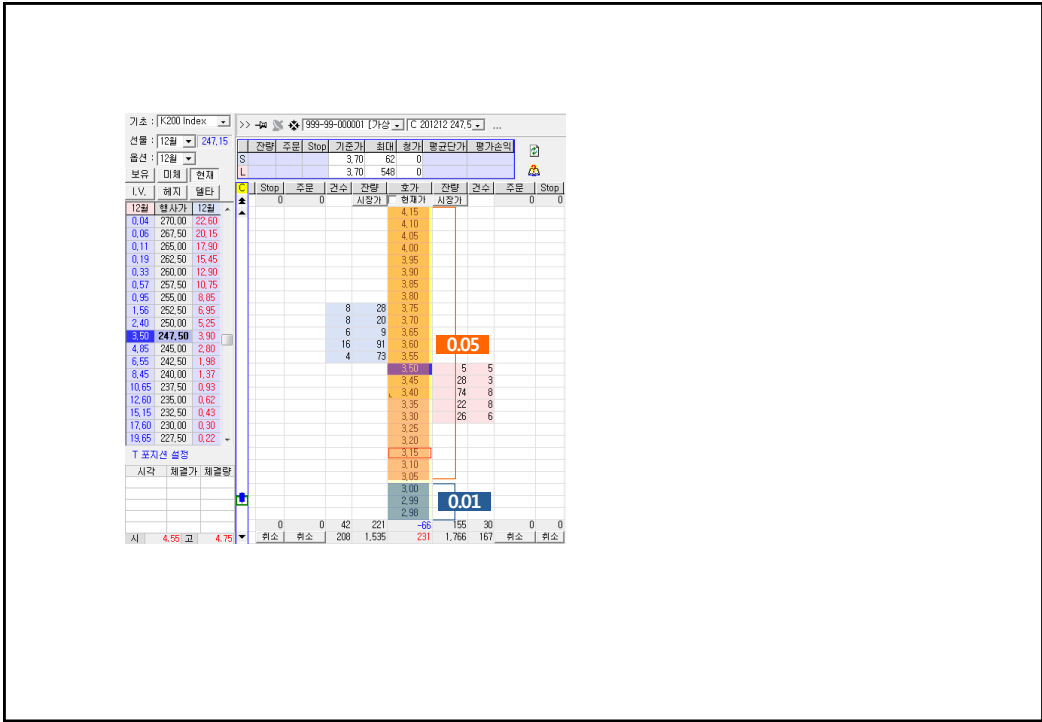 기초 : K200 Index >> 999-99-000001 [가상 C 201212 247,5 ...
선물 : 12월 247,15
잔량 주문 Stop 기준가 최대 청가 평균단가 평가손익
옵션 : 12월 S 3,70 62 0
보유 미체 현재 L 3,70 548 0
I.V. 헤지 델타 C Stop 주문 건수 잔량 호가 잔량 건수 주문 Stop
0 0 시장가 현재가 시장가 0 0
12월 행사가 12월 4,15
0,04 270,00 22,60 4,10
0,06 267,50 20,15 4,05
0,11 265,00 17,90 4,00
0,19 262,50 15,45 3,95
0,33 260,00 12,90 3,90
0,57 257,50 10,75 3,85
0,95 255,00 8,85 3,80
1,56 252,50 6,95 8 28 3,75
2,40 250,00 5,25 8 20 3,70
3,50 247,50 3,90 6 9 3,65
4,85 245,00 2,80 16 91 3,60 0.05
6,55 242,50 1,98 4 73 3,55
8,45 240,00 1,37 3,50 5 5
10,65 237,50 0,93 3,45 28 3
12,60 235,00 0,62 3,40 74 8
15,15 232,50 0,43 3,35 22 8
17,60 230,00 0,30 3,30 26 6
19,65 227,50 0,22 3,25
3,20
T 포지션 설정 3,15
시각 체결가 체결량 3,10
3,05
3,00
2,99 0.01
2,98
0 0 42 221 -66 155 30 0 0
시 4,55 고 4,75 취소 취소 208 1,535 231 1,766 167 취소 취소